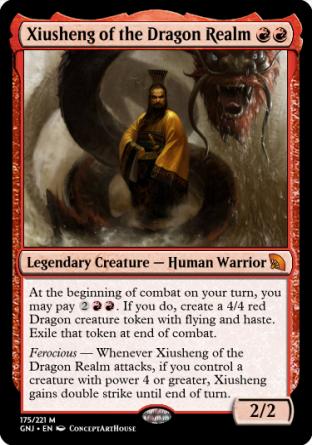 Xiusheng of the Dragon Realm
Legendary Creature — Human Warrior
At the beginning of combat on your turn, you
may pay 2. If you do, create a 4/4 red
Dragon creature token with flying and haste.
Exile that token at end of combat.
Ferocious — Whenever Xiusheng of the
Dragon Realm attacks, if you control a
creature with power 4 or greater, Xiusheng
gains double strike until end of turn.
2/2
175/221 M
GNJ • EN ConceptArtHouse